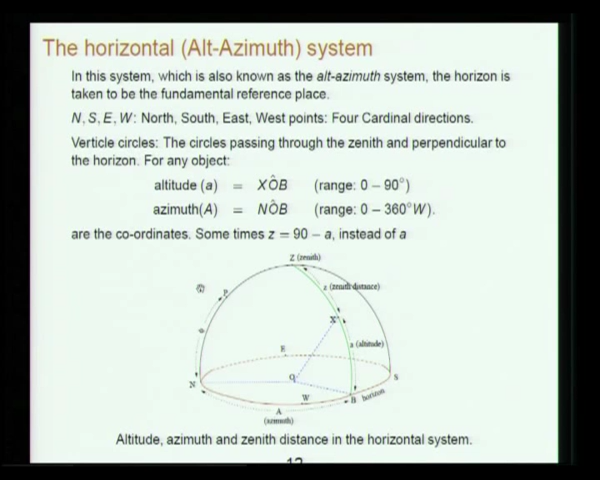 The horizontal (Alt-Azimuth) system
In this system, which is also known as the alt-azimuth system, the horizon is
taken to be the fundamental reference place.
N, S, E, W: North, South, East, West points: Four Cardinal directions.
Verticle circles: The circles passing through the zenith and perpendicular to
the horizon. For any object:
altitude (a) = XÔB (range: 0 – 90°)
azimuth(A) = NÔB (range: 0 – 360°W).
are the co-ordinates. Some times z = 90 – a, instead of a
Z (zenith)
z (zenith distance)
P
X
a (altitude)
E
N
O
S
W
B
horizon
A
(azimuth)
Altitude, azimuth and zenith distance in the horizontal system.